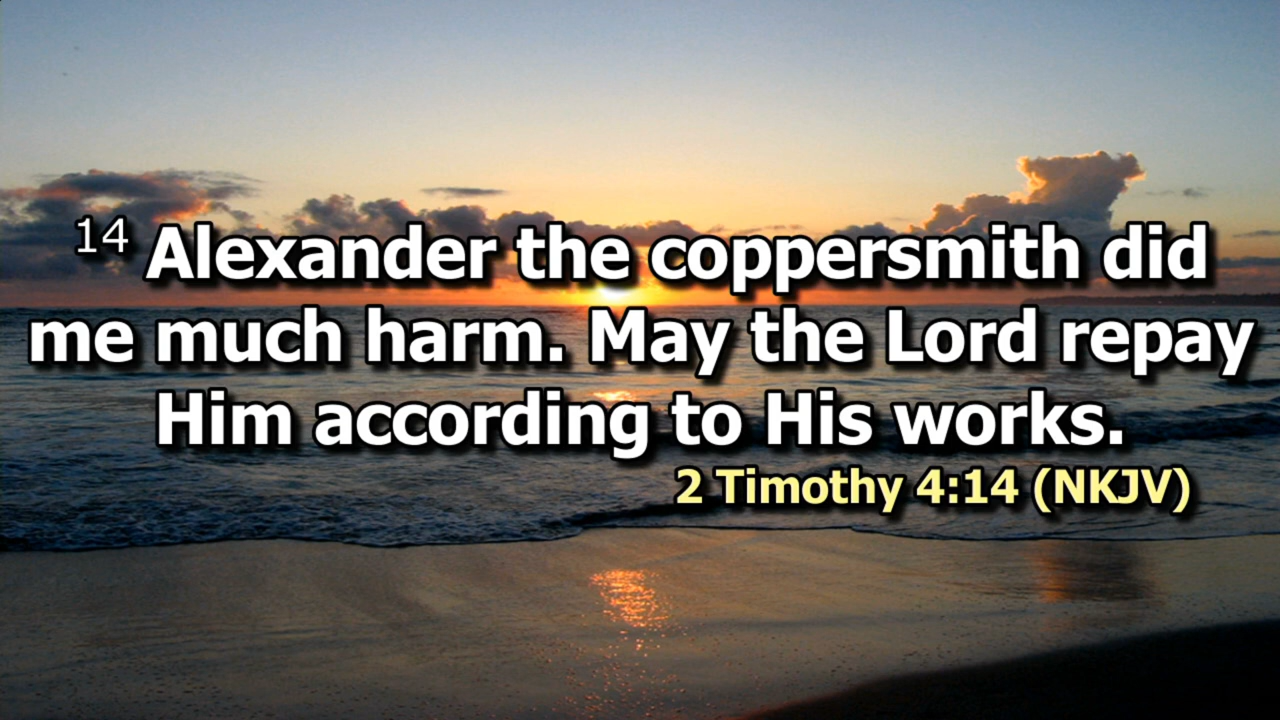 14 Alexander the coppersmith did
me much harm. May the Lord repay
Him according to His works.
2 Timothy 4:14 (NKJV)